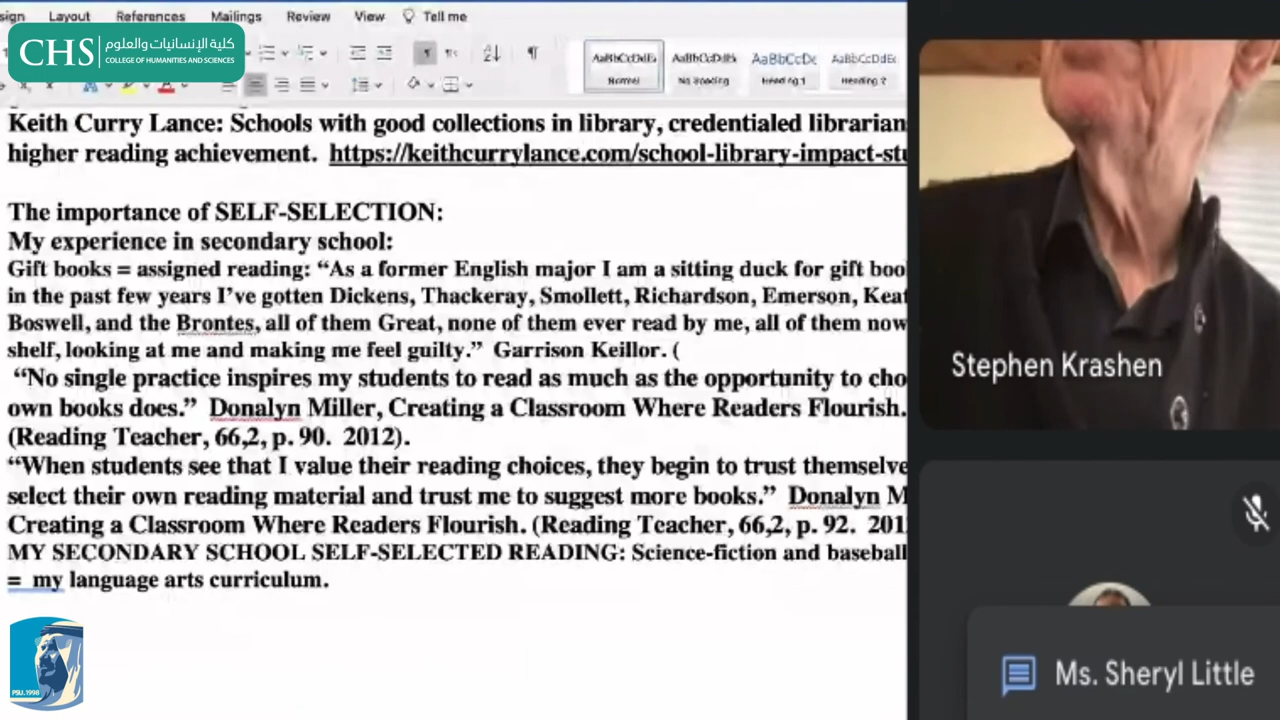 sign Layout References Mailings Review View Tell me
CHS كلية الإنسانيات والعلوم
COLLEGE OF HUMANITIES AND SCIENCES
AaBbCcDdEe AaBbCcDdEe AaBbCcDc AaBbCcDdEe
Normal No Spacing Heading 1 Heading 2
Keith Curry Lance: Schools with good collections in library, credentialed librarian
higher reading achievement. https://keithcurrylance.com/school-library-impact-stu
The importance of SELF-SELECTION:
My experience in secondary school:
Gift books = assigned reading: “As a former English major I am a sitting duck for gift boo
in the past few years I’ve gotten Dickens, Thackeray, Smollett, Richardson, Emerson, Keat
Boswell, and the Brontes, all of them Great, none of them ever read by me, all of them now
shelf, looking at me and making me feel guilty.” Garrison Keillor. (
“No single practice inspires my students to read as much as the opportunity to cho
own books does.” Donalyn Miller, Creating a Classroom Where Readers Flourish.
(Reading Teacher, 66,2, p. 90. 2012).
“When students see that I value their reading choices, they begin to trust themselve
select their own reading material and trust me to suggest more books.” Donalyn M
Creating a Classroom Where Readers Flourish. (Reading Teacher, 66,2, p. 92. 201
MY SECONDARY SCHOOL SELF-SELECTED READING: Science-fiction and baseball
= my language arts curriculum.
Stephen Krashen
Ms. Sheryl Little
PSU.1998